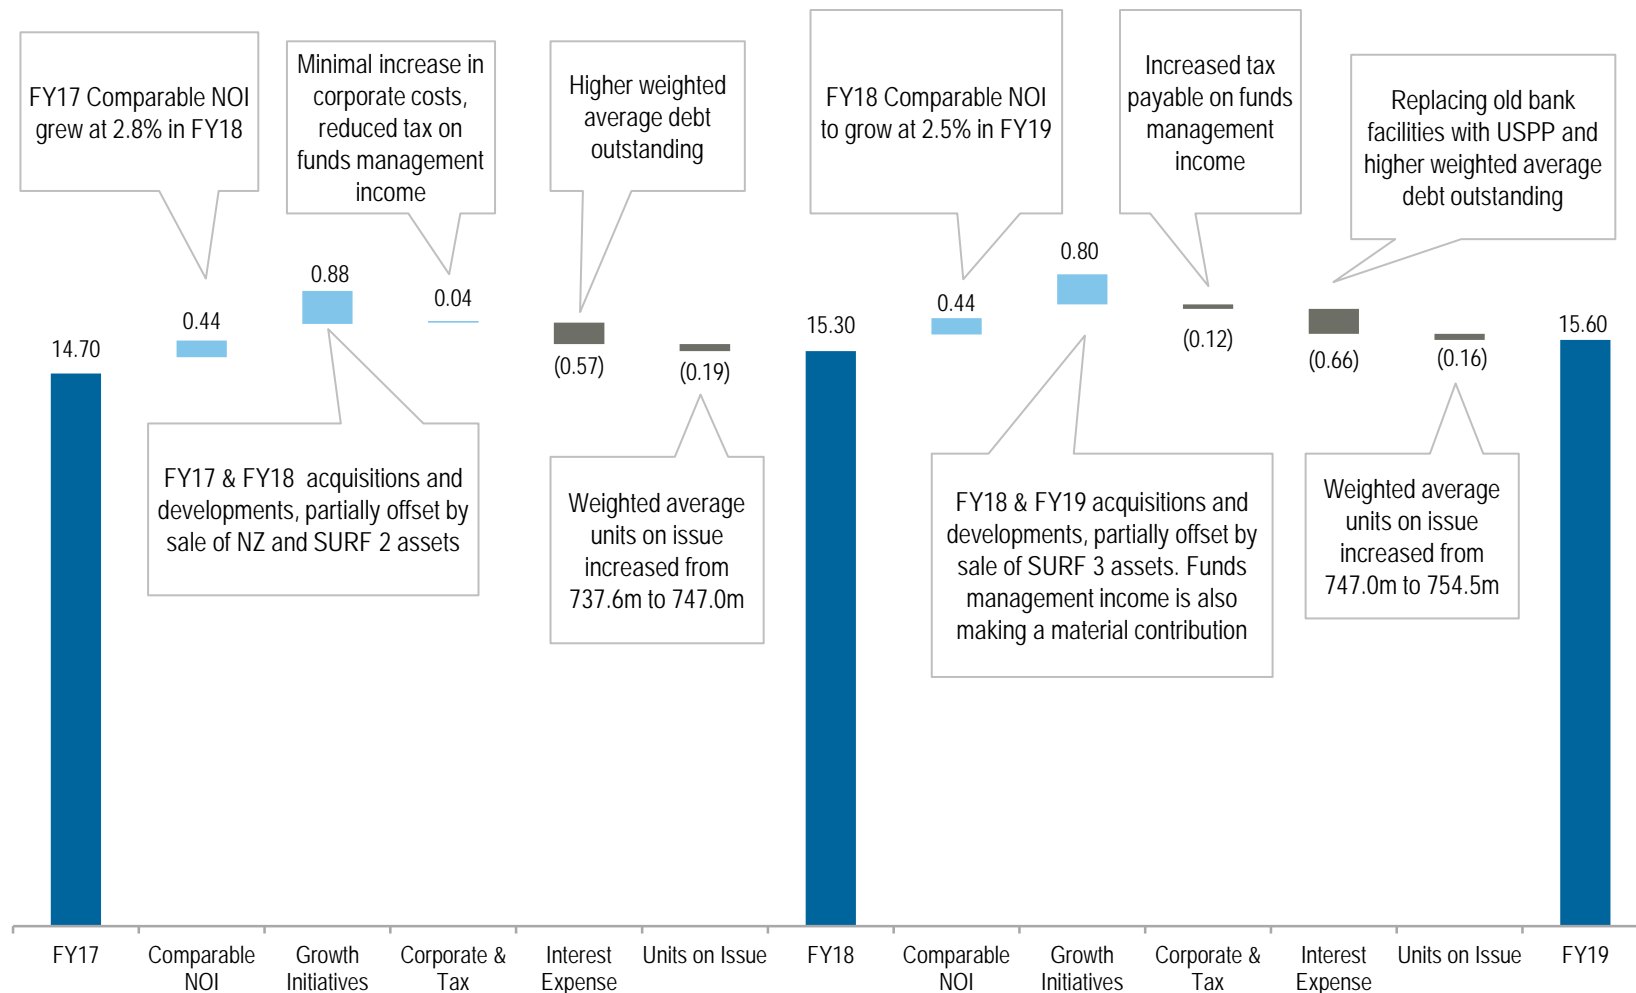 FY17 Comparable NOI
grew at 2.8% in FY18
Minimal increase in
corporate costs,
reduced tax on
funds management
income
Higher weighted
average debt
outstanding
FY18 Comparable NOI
to grow at 2.5% in FY19
Increased tax
payable on funds
management
income
Replacing old bank
facilities with USPP and
higher weighted average
debt outstanding
14.70
0.44
0.88
0.04
(0.57)
(0.19)
15.30
0.44
0.80
(0.12)
(0.66)
(0.16)
15.60
FY17 & FY18 acquisitions and
developments, partially offset by
sale of NZ and SURF 2 assets
Weighted average
units on issue
increased from
737.6m to 747.0m
FY18 & FY19 acquisitions and
developments, partially offset by
sale of SURF 3 assets. Funds
management income is also
making a material contribution
Weighted average
units on issue
increased from
747.0m to 754.5m
FY17
Comparable
NOI
Growth
Initiatives
Corporate &
Tax
Interest
Expense
Units on Issue
FY18
Comparable
NOI
Growth
Initiatives
Corporate &
Tax
Interest
Expense
Units on Issue
FY19